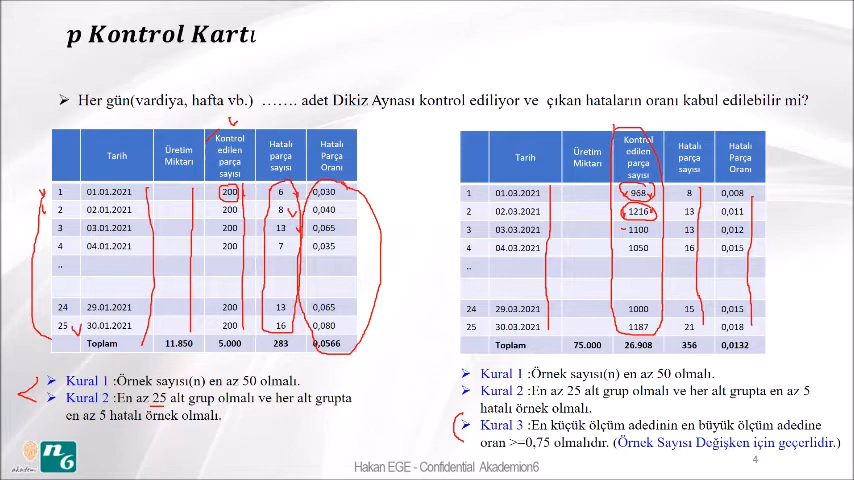 p Kontrol Kartı
➢ Her gün(vardiya, hafta vb.) ……. adet Dikiz Aynası kontrol ediliyor ve çıkan hataların oranı kabul edilebilir mi?
Tarih Üretim Miktarı Kontrol edilen parça sayısı Hatalı parça sayısı Hatalı Parça Oranı
1 01.01.2021 200 6 0,030
2 02.01.2021 200 8 0,040
3 03.01.2021 200 13 0,065
4 04.01.2021 200 7 0,035
..
24 29.01.2021 200 13 0,065
25 30.01.2021 200 16 0,080
Toplam 11.850 5.000 283 0,0566
➢ Kural 1 :Örnek sayısı(n) en az 50 olmalı.
➢ Kural 2 :En az 25 alt grup olmalı ve her alt grupta
en az 5 hatalı örnek olmalı.
Tarih Üretim Miktarı Kontrol edilen parça sayısı Hatalı parça sayısı Hatalı Parça Oranı
1 01.03.2021 968 8 0,008
2 02.03.2021 1216 13 0,011
3 03.03.2021 1100 13 0,012
4 04.03.2021 1050 16 0,015
..
24 29.03.2021 1000 15 0,015
25 30.03.2021 1187 21 0,018
Toplam 75.000 26.908 356 0,0132
➢ Kural 1 :Örnek sayısı(n) en az 50 olmalı.
➢ Kural 2 :En az 25 alt grup olmalı ve her alt grupta en az 5
hatalı örnek olmalı.
➢ Kural 3 :En küçük ölçüm adedinin en büyük ölçüm adedine
oran >=0,75 olmalıdır. (Örnek Sayısı Değişken için geçerlidir.)
akademi n6
Hakan EGE - Confidential Akademion6
4